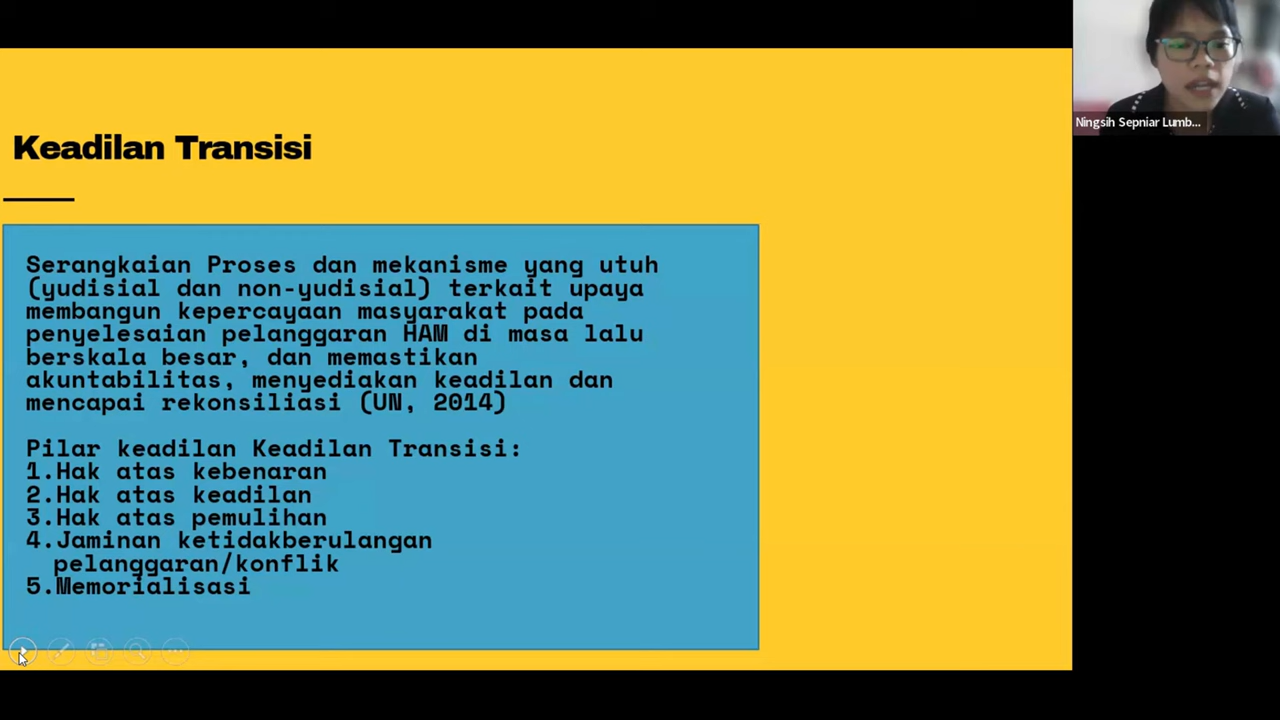 Keadilan Transisi
Serangkaian Proses dan mekanisme yang utuh
(yudisial dan non-yudisial) terkait upaya
membangun kepercayaan masyarakat pada
penyelesaian pelanggaran HAM di masa lalu
berskala besar, dan memastikan
akuntabilitas, menyediakan keadilan dan
mencapai rekonsiliasi (UN, 2014)
Pilar keadilan Keadilan Transisi:
1.Hak atas kebenaran
2.Hak atas keadilan
3.Hak atas pemulihan
4.Jaminan ketidakberulangan
pelanggaran/konflik
5.Memorialisasi
Ningsih Sepniar Lumb...